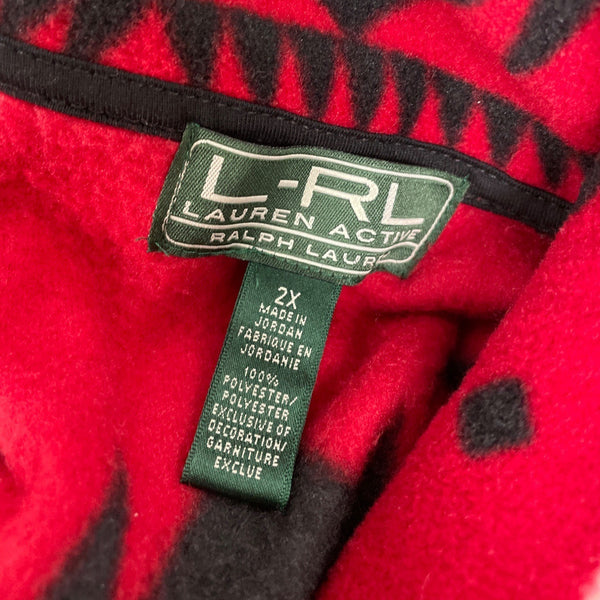 L-RL
LAUREN ACTIVE
RALPH LAUR
2X
MADE IN
JORDAN
FABRIQUE EN
JORDANIE
100%
POLYESTER/
POLYESTER
EXCLUSIVE OF
DECORATION/
GARNITURE
EXCLUE